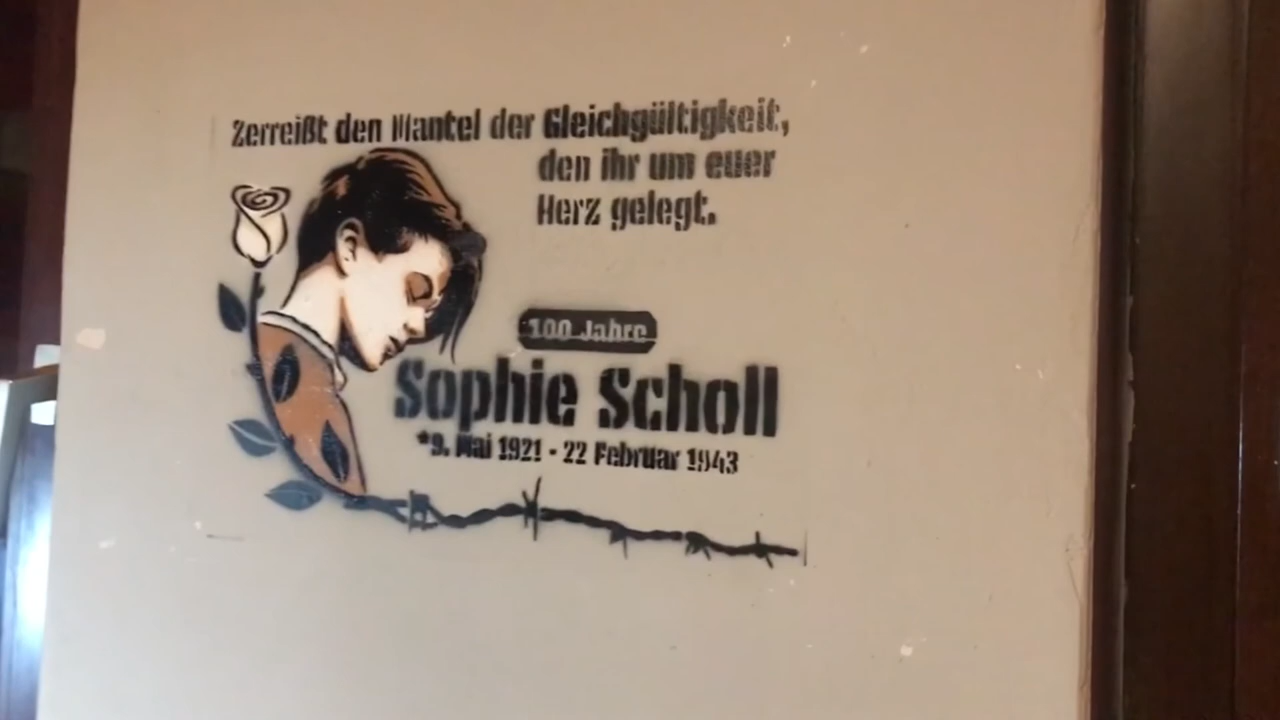 Zerreißt den Mantel der Gleichgültigkeit,
den ihr um euer
Herz gelegt.
100 Jahre
Sophie Scholl
*9. Mai 1921 - 22 Februar 1943